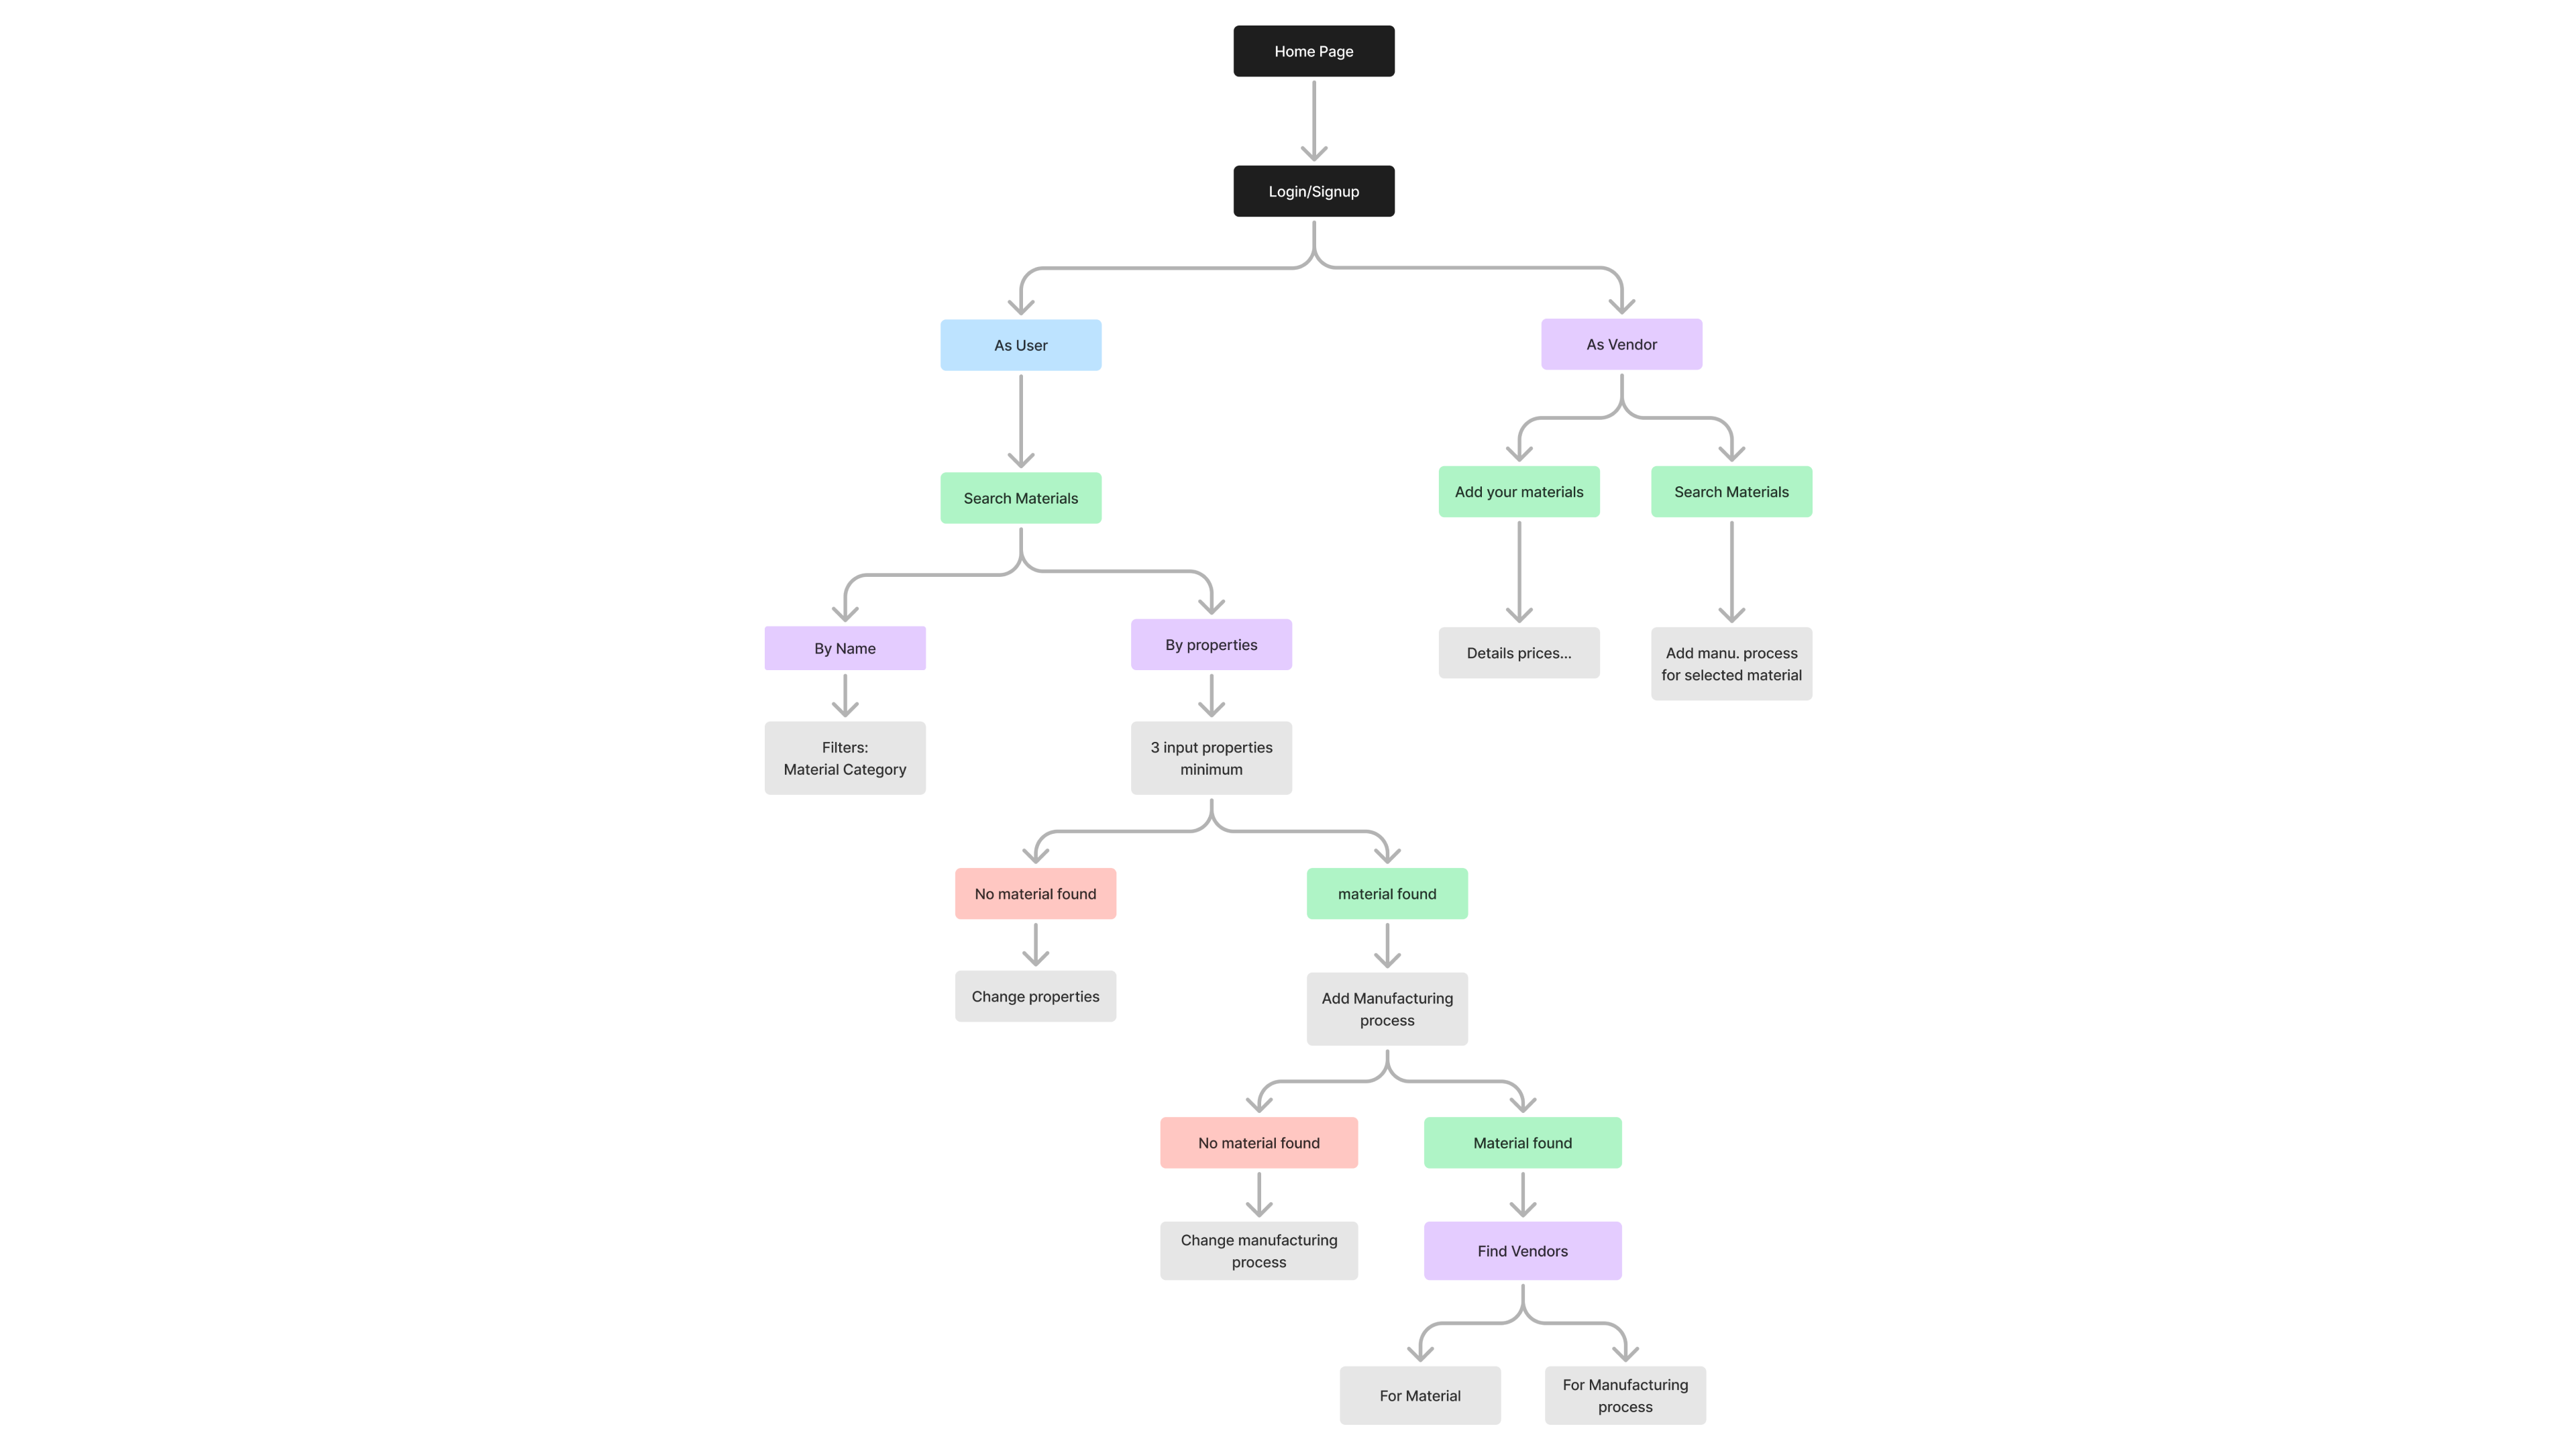 Home Page
Login/Signup
As User
As Vendor
Search Materials
Add your materials
Search Materials
By Name
By properties
Details prices...
Add manu. process
for selected material
Filters:
Material Category
3 input properties
minimum
No material found
material found
Change properties
Add Manufacturing
process
No material found
Material found
Change manufacturing
process
Find Vendors
For Material
For Manufacturing
process